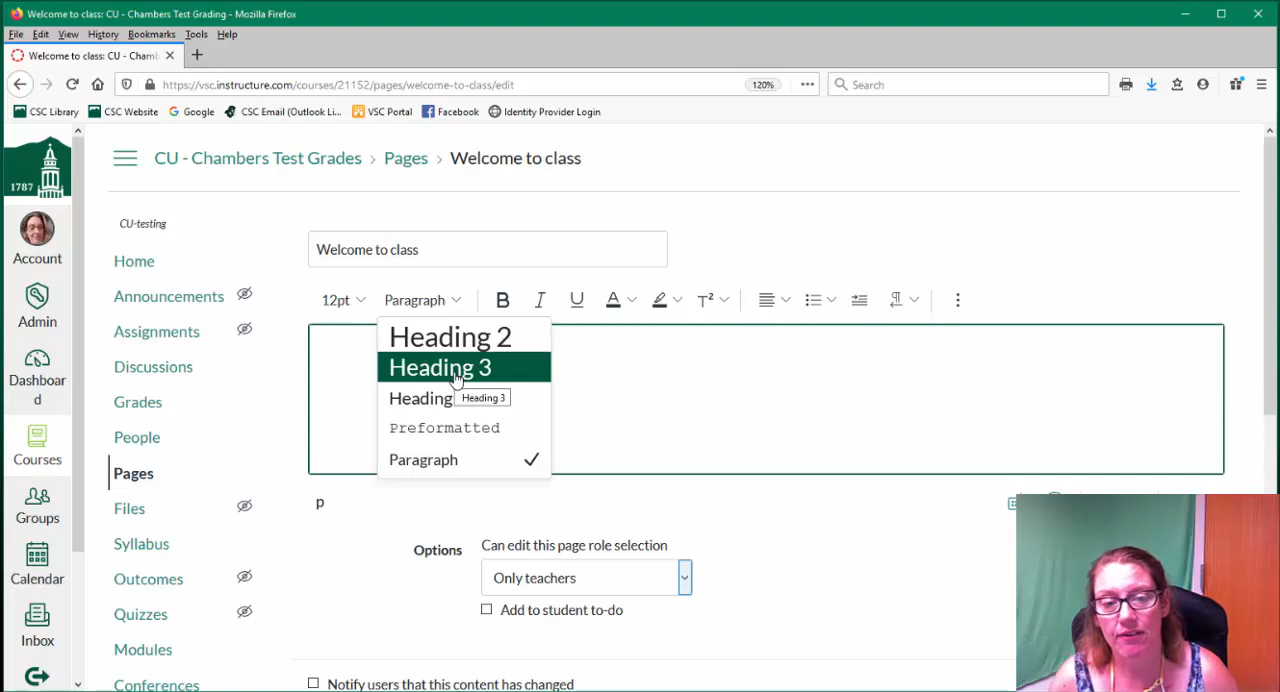 Welcome to class: CU - Chambers Test Grading - Mozilla Firefox
File Edit View History Bookmarks Tools Help
Welcome to class: CU - Chamb
https://vsc.instructure.com/courses/21152/pages/welcome-to-class/edit 120% Search
CSC Library CSC Website Google CSC Email (Outlook Li... VSC Portal Facebook Identity Provider Login
1787
CU - Chambers Test Grades › Pages › Welcome to class
Account
Admin
Dashboar
d
Courses
Groups
Calendar
Inbox
CU-testing
Home
Announcements
Assignments
Discussions
Grades
People
Pages
Files
Syllabus
Outcomes
Quizzes
Modules
Conferences
Welcome to class
12pt Paragraph B I U A T²
Heading 2
Heading 3
Heading
Heading 3
Preformatted
Paragraph
p
Options Can edit this page role selection
Only teachers
Add to student to-do
Notify users that this content has changed